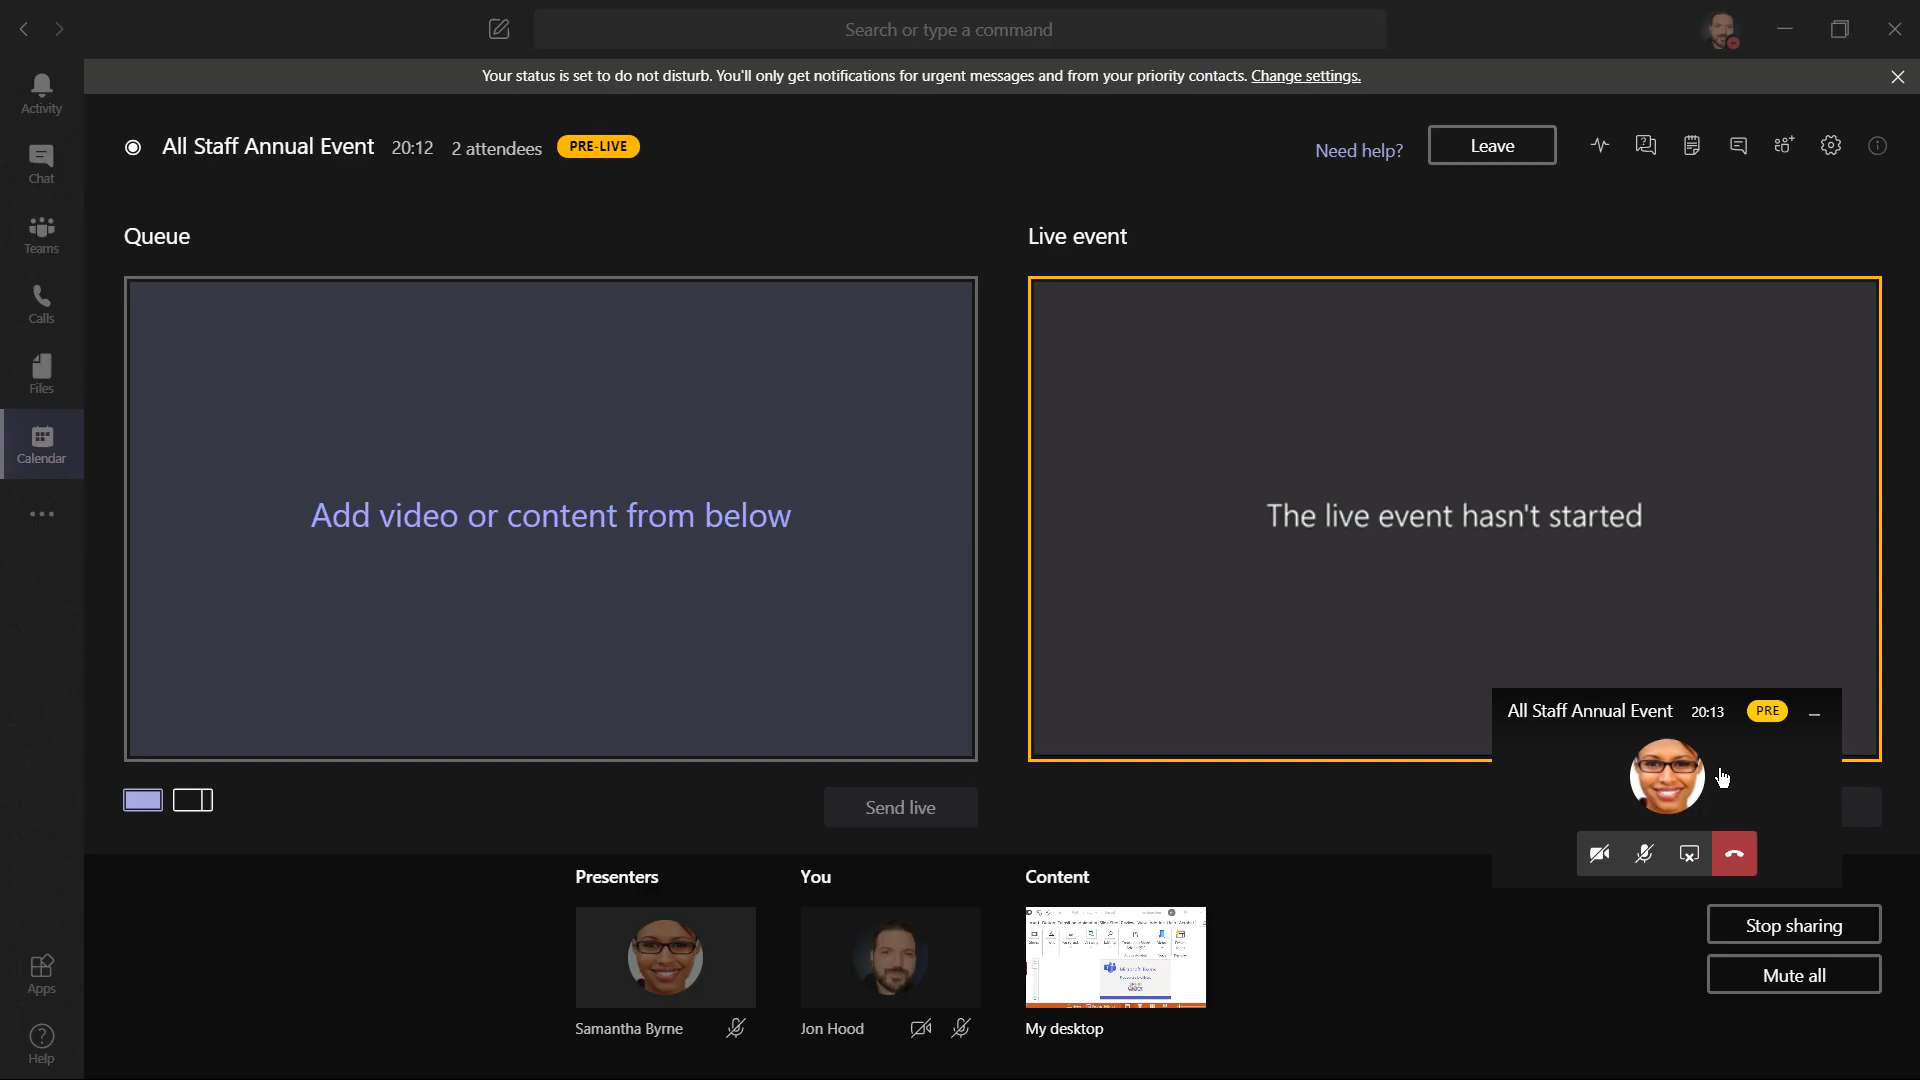 Search or type a command
Your status is set to do not disturb. You'll only get notifications for urgent messages and from your priority contacts. Change settings.
Activity
Chat
Teams
Calls
Files
Calendar
Apps
Help
All Staff Annual Event 20:12 2 attendees PRE-LIVE
Need help? Leave
Queue
Live event
Add video or content from below
The live event hasn't started
All Staff Annual Event 20:13 PRE
Send live
Presenters
You
Content
Stop sharing
Mute all
Microsoft Teams
Samantha Byrne
Jon Hood
My desktop